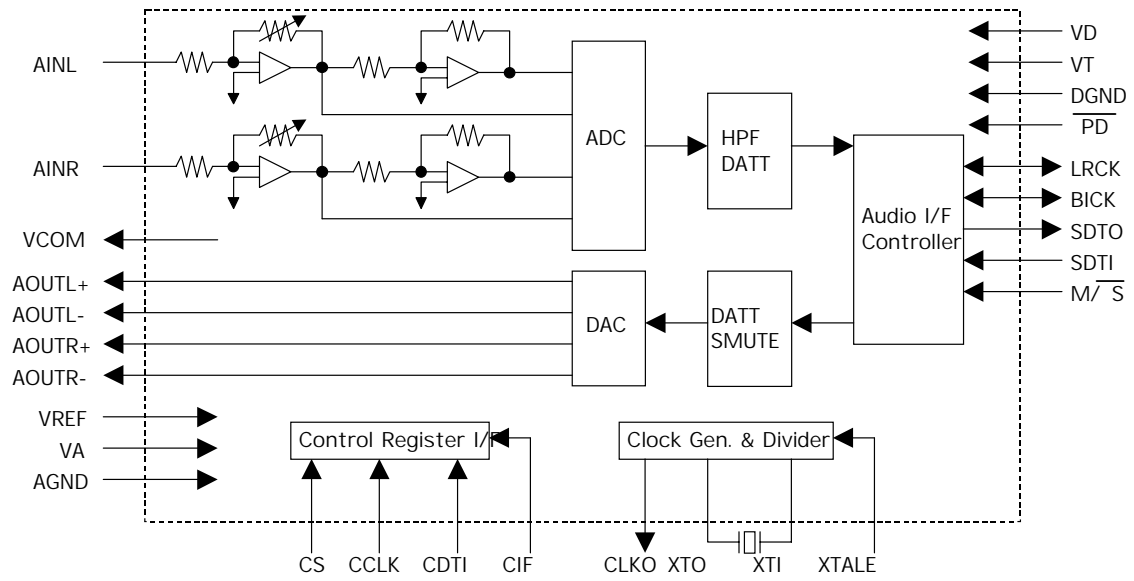 AINL
AINR
VCOM
AOUTL+
AOUTL-
AOUTR+
AOUTR-
VREF
VA
AGND
ADC
HPF
DATT
Audio I/F
Controller
DAC
DATT
SMUTE
VD
VT
DGND
PD
LRCK
BICK
SDTO
SDTI
M/S
Control Register I/F
Clock Gen. & Divider
CS
CCLK
CDTI
CIF
CLKO
XTO
XTI
XTALE